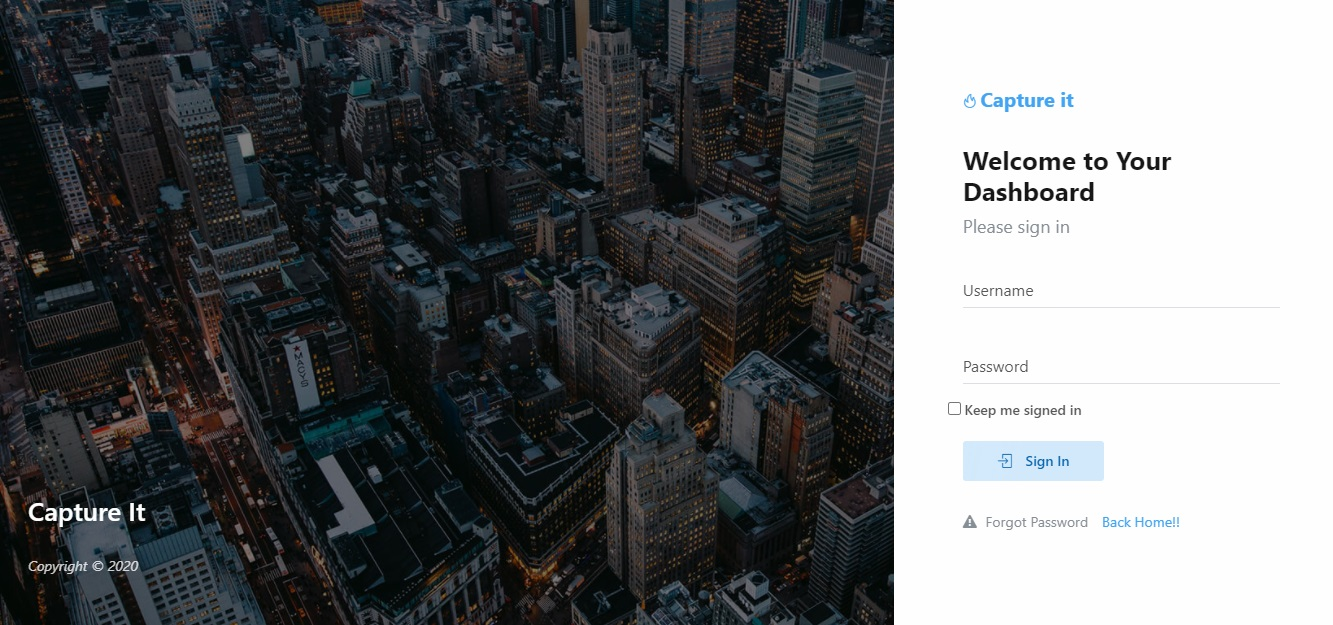 MACYS
Capture It
Copyright © 2020
Capture it
Welcome to Your
Dashboard
Please sign in
Username
Password
Keep me signed in
Sign In
Forgot Password Back Home!!